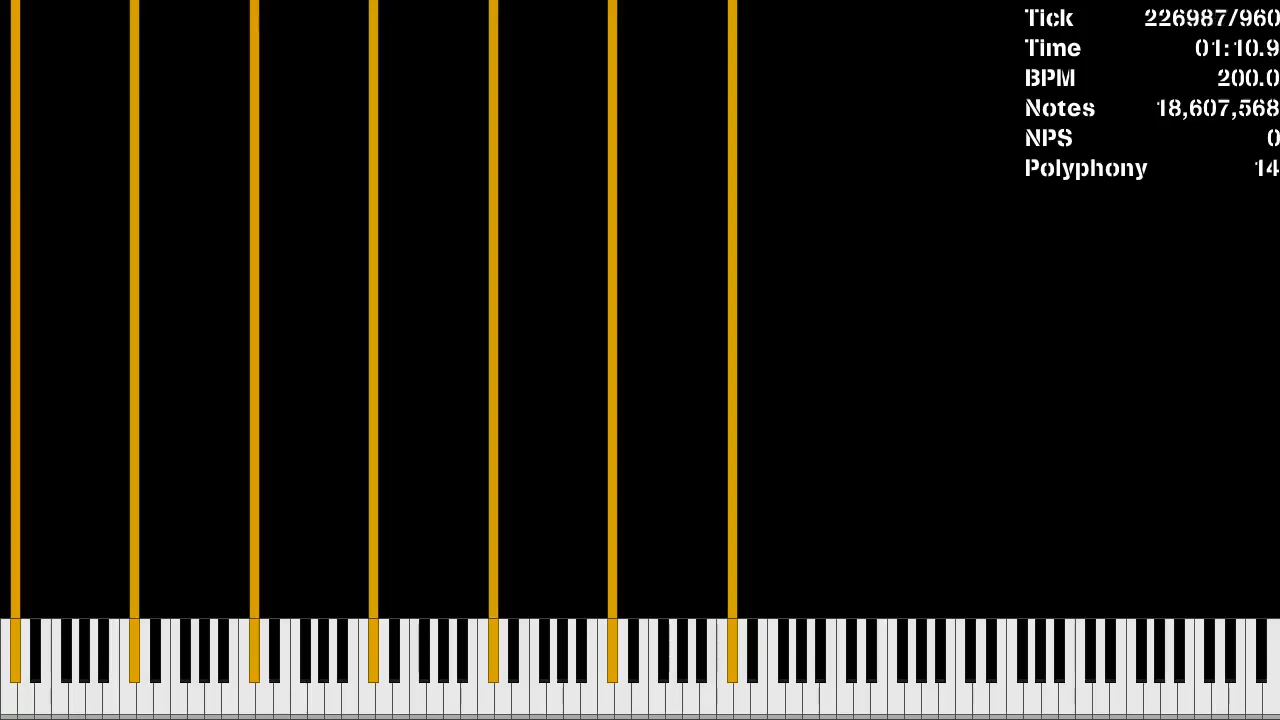 Tick 226987/960
Time 01:10.9
BPM 200.0
Notes 18,607,568
NPS 0
Polyphony 14